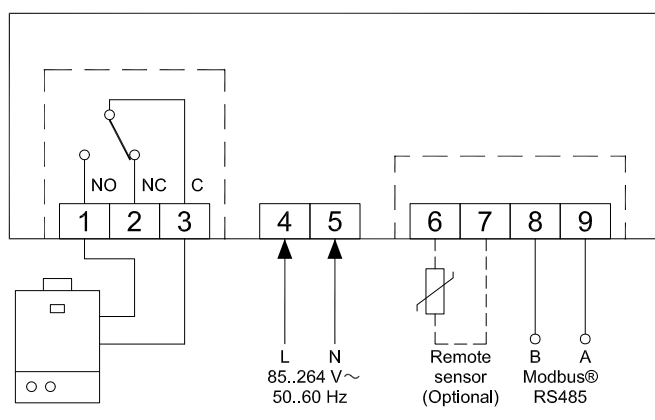 NO NC C
1 2 3 4 5 6 7 8 9
L N
85..264 V～
50..60 Hz
Remote
sensor
(Optional)
B A
Modbus®
RS485